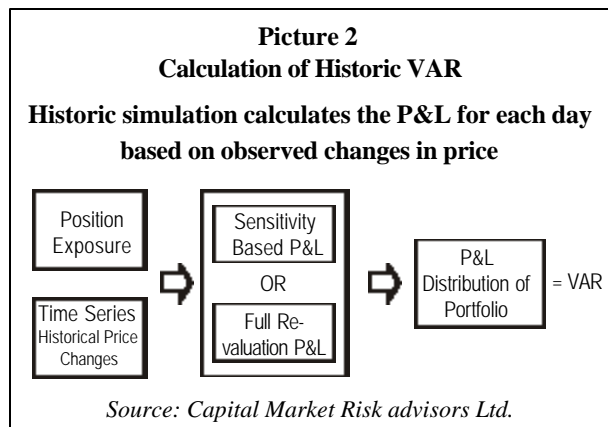 Picture 2
Calculation of Historic VAR
Historic simulation calculates the P&L for each day
based on observed changes in price
Position
Exposure
Time Series
Historical Price
Changes
Sensitivity
Based P&L
OR
Full Re-
valuation P&L
P&L
Distribution of
Portfolio
= VAR
Source: Capital Market Risk advisors Ltd.